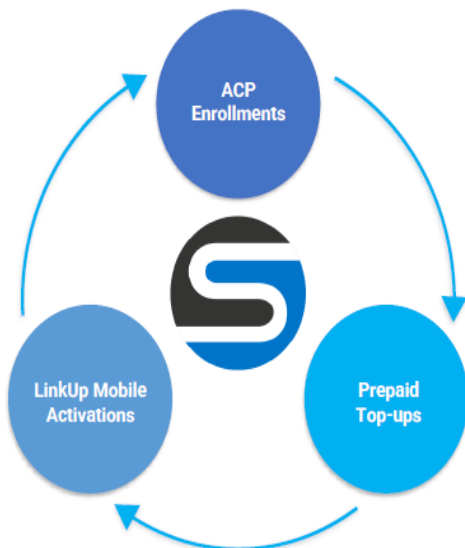 ACP
Enrollments
LinkUp Mobile
Activations
Prepaid
Top-ups